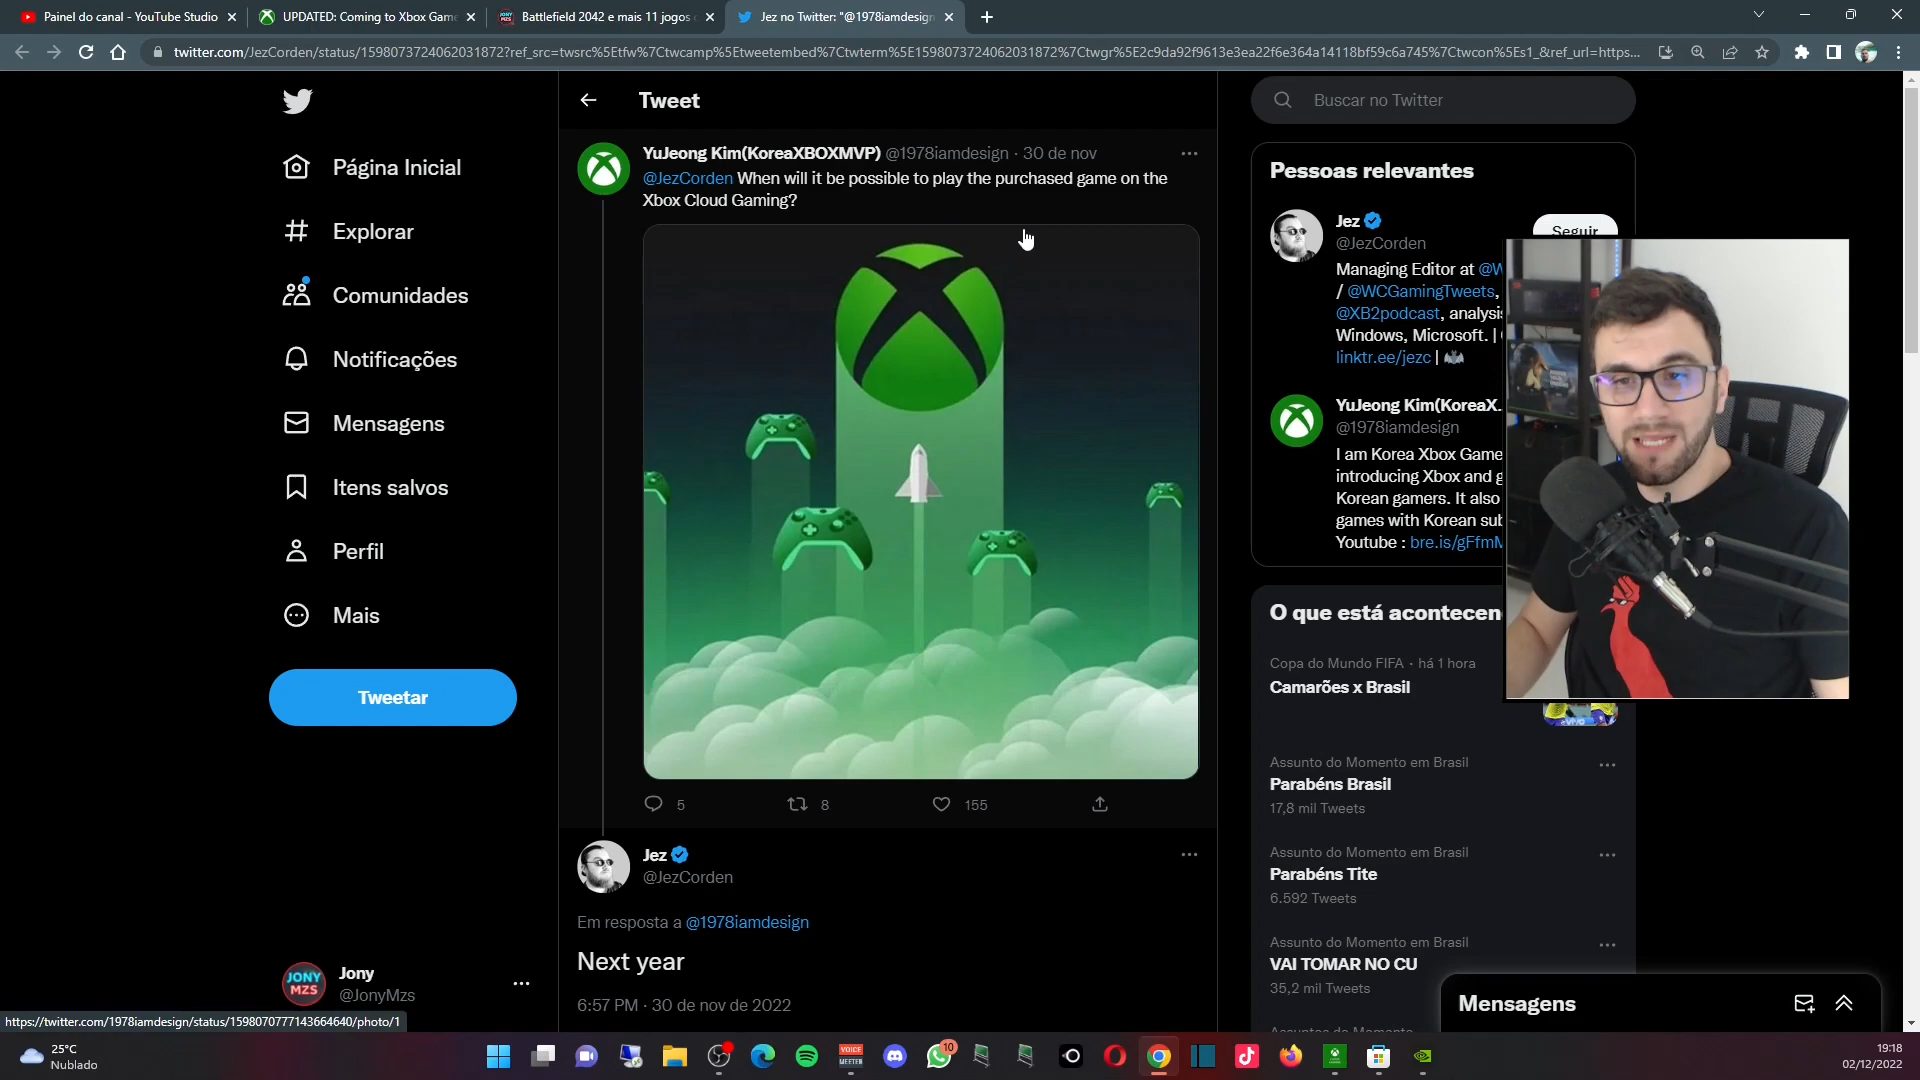 Painel do canal - YouTube Studio
UPDATED: Coming to Xbox Game
Battlefield 2042 e mais 11 jogos
Jez no Twitter: "@1978iamdesign
twitter.com/JezCorden/status/1598073724062031872?ref_src=twsrc%5Etfw%7Ctwcamp%5Etweetembed%7Ctwterm%5E1598073724062031872%7Ctwgr%5E2c9da92f9613e3ea22f6e364a14118bf59c6a745%7Ctwcon%5Es1_&ref_url=https...
Página Inicial
Explorar
Comunidades
Notificações
Mensagens
Itens salvos
Perfil
Mais
Tweetar
JONY
MZS
Jony
@JonyMzs
https://twitter.com/1978iamdesign/status/1598070777143664640/photo/1
Tweet
YuJeong Kim(KoreaXBOXMVP) @1978iamdesign · 30 de nov
@JezCorden When will it be possible to play the purchased game on the
Xbox Cloud Gaming?
5 8 155
Jez
@JezCorden
Em resposta a @1978iamdesign
Next year
6:57 PM · 30 de nov de 2022
Buscar no Twitter
Pessoas relevantes
Jez
Seguir
@JezCorden
Managing Editor at @W
/ @WCGamingTweets,
@XB2podcast, analysis
Windows, Microsoft. |
linktr.ee/jezc |
YuJeong Kim(KoreaX...
@1978iamdesign
I am Korea Xbox Game
introducing Xbox and g
Korean gamers. It also
games with Korean sub
Youtube : bre.is/gFfmM
O que está acontecen
Copa do Mundo FIFA · há 1 hora
Camarões x Brasil
Assunto do Momento em Brasil
Parabéns Brasil
17,8 mil Tweets
Assunto do Momento em Brasil
Parabéns Tite
6.592 Tweets
Assunto do Momento em Brasil
VAI TOMAR NO CU
35,2 mil Tweets
Mensagens
25°C
Nublado
VOICE
MEETER
10
19:18
02/12/2022